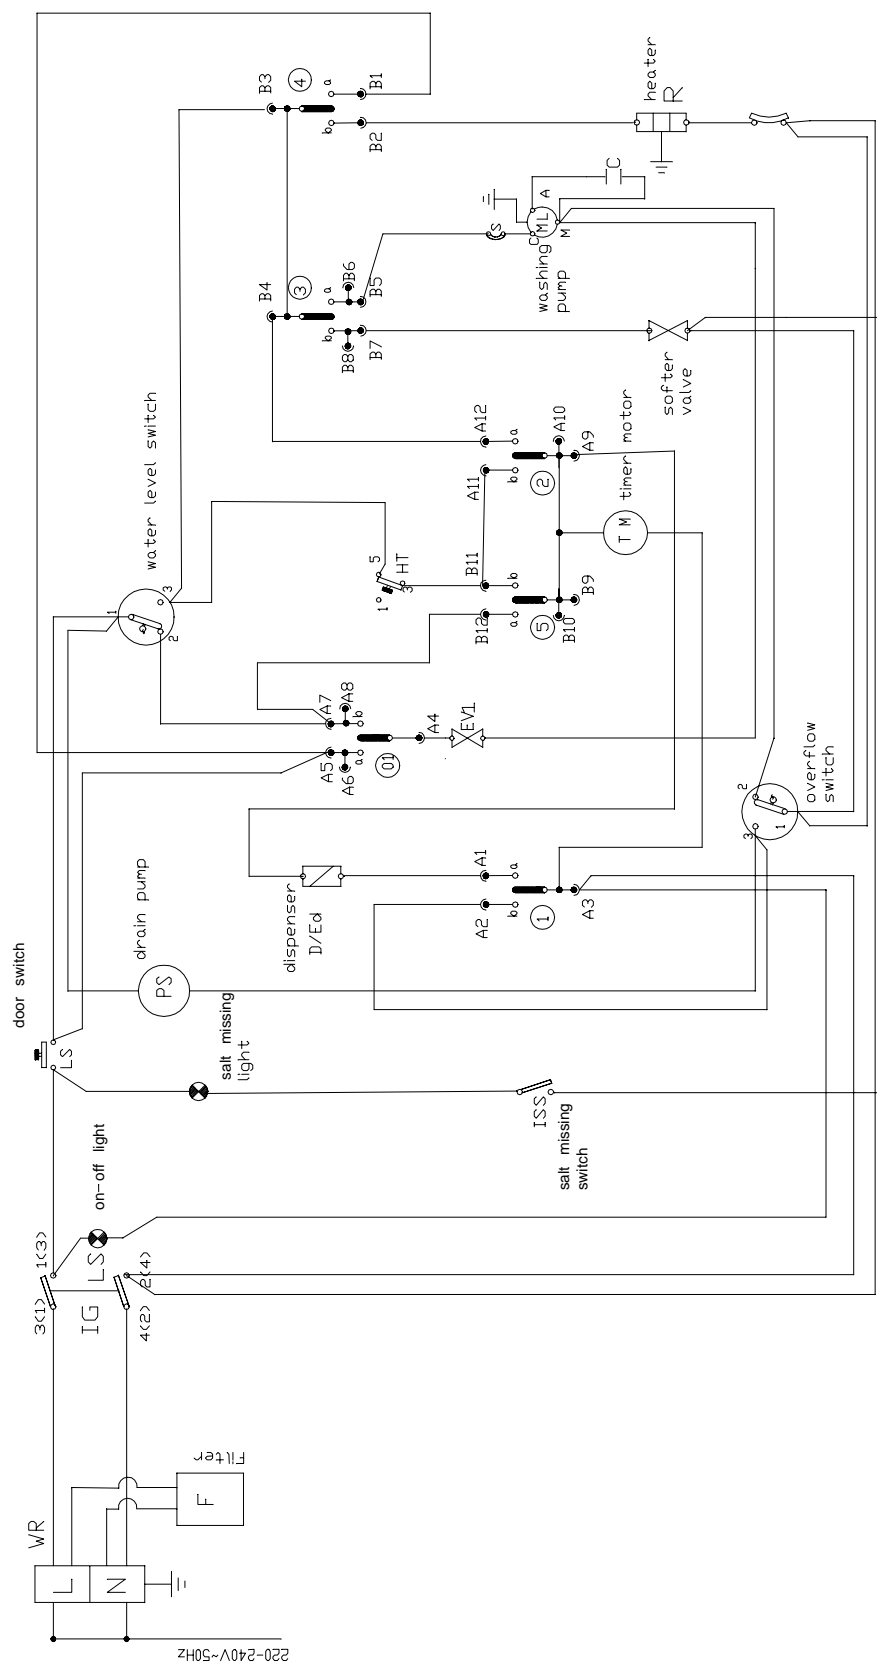 220-240V~50Hz
L
N
WR
F
Filter
IG
3(1)
1(3)
4(2)
2(4)
LS
on-off light
door switch
LS
salt missing
light
ISS
salt missing
switch
drain pump
PS
dispenser
D/Ed
A1
A2
a
b
1
A3
overflow
switch
1
2
3
A5
A6
A7
A8
a
b
01
A4
EV1
water level switch
1
2
3
HT
1
3
5
B11
B12
a
b
5
B10
B9
A11
A12
a
b
2
A10
A9
TM
timer motor
B4
3
a
b
B6
B5
B8
B7
softer
valve
washing
pump
S
C
ML
A
M
C
B3
4
a
b
B1
B2
heater
R